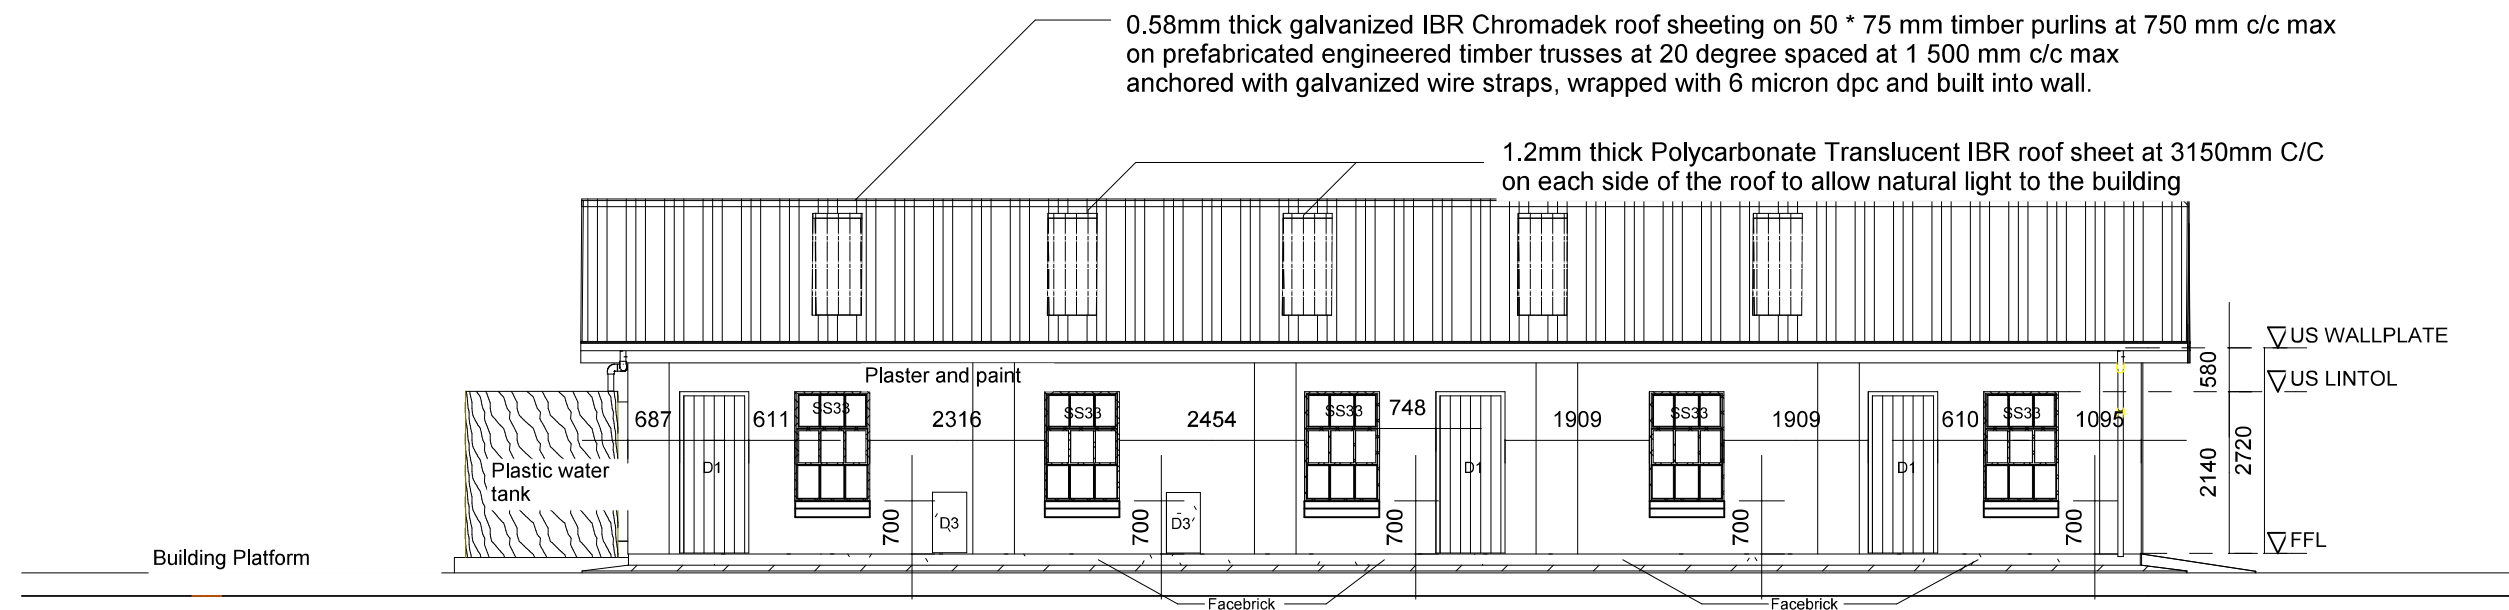 0.58mm thick galvanized IBR Chromadek roof sheeting on 50 * 75 mm timber purlins at 750 mm c/c max
on prefabricated engineered timber trusses at 20 degree spaced at 1 500 mm c/c max
anchored with galvanized wire straps, wrapped with 6 micron dpc and built into wall.
1.2mm thick Polycarbonate Translucent IBR roof sheet at 3150mm C/C
on each side of the roof to allow natural light to the building
US WALLPLATE
580
US LINTOL
Plaster and paint
687
611
SS33
2316
SS33
2454
SS33
748
1909
SS33
1909
610
SS33
1095
2140
2720
Plastic water
tank
D1
D1
D1
700
D3
700
D3
700
700
700
FFL
Building Platform
Facebrick
Facebrick